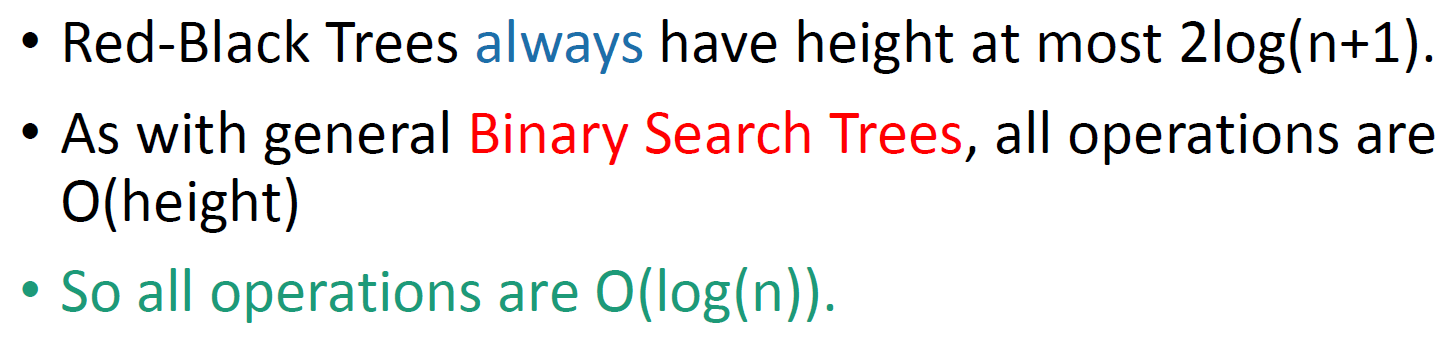 • Red-Black Trees always have height at most 2log(n+1).
• As with general Binary Search Trees, all operations are
O(height)
• So all operations are O(log(n)).